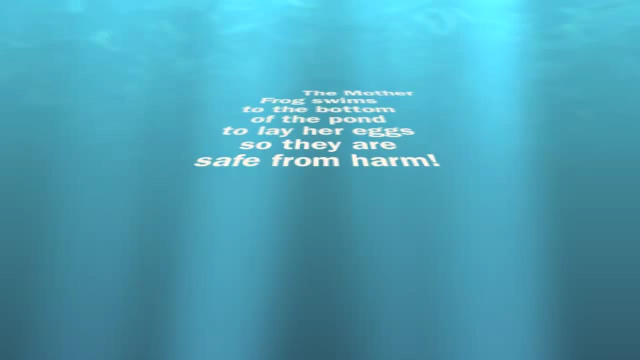 The Mother
Frog swims
to the bottom
of the pond
to lay her eggs
so they are
safe from harm!